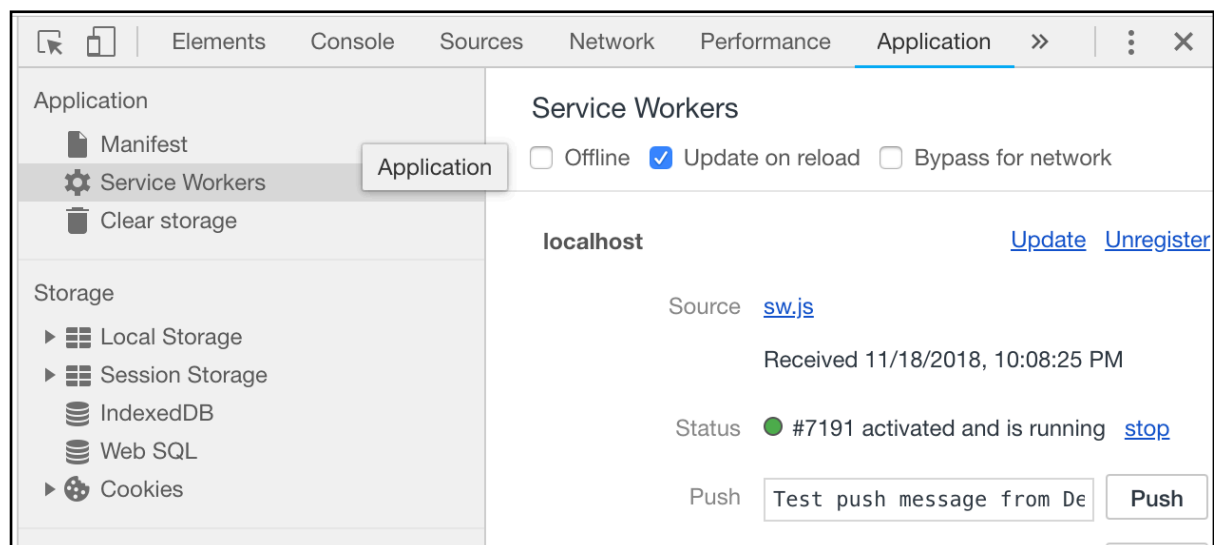 Elements Console Sources Network Performance Application »
Application
Manifest
Service Workers
Clear storage
Storage
Local Storage
Session Storage
IndexedDB
Web SQL
Cookies
Application
Service Workers
Offline Update on reload Bypass for network
localhost Update Unregister
Source sw.js
Received 11/18/2018, 10:08:25 PM
Status #7191 activated and is running stop
Push Test push message from De Push